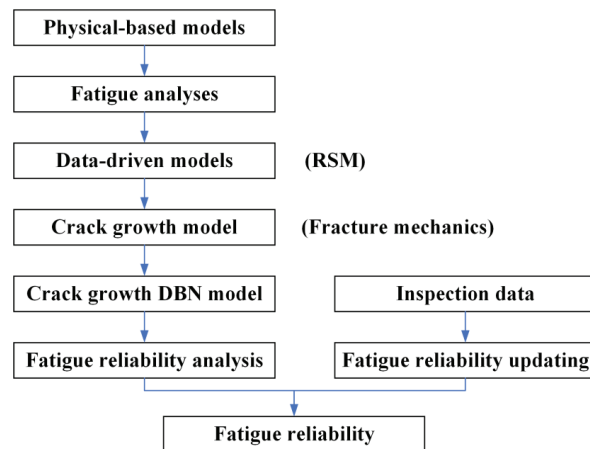 Physical-based models
Fatigue analyses
Data-driven models (RSM)
Crack growth model (Fracture mechanics)
Crack growth DBN model Inspection data
Fatigue reliability analysis Fatigue reliability updating
Fatigue reliability